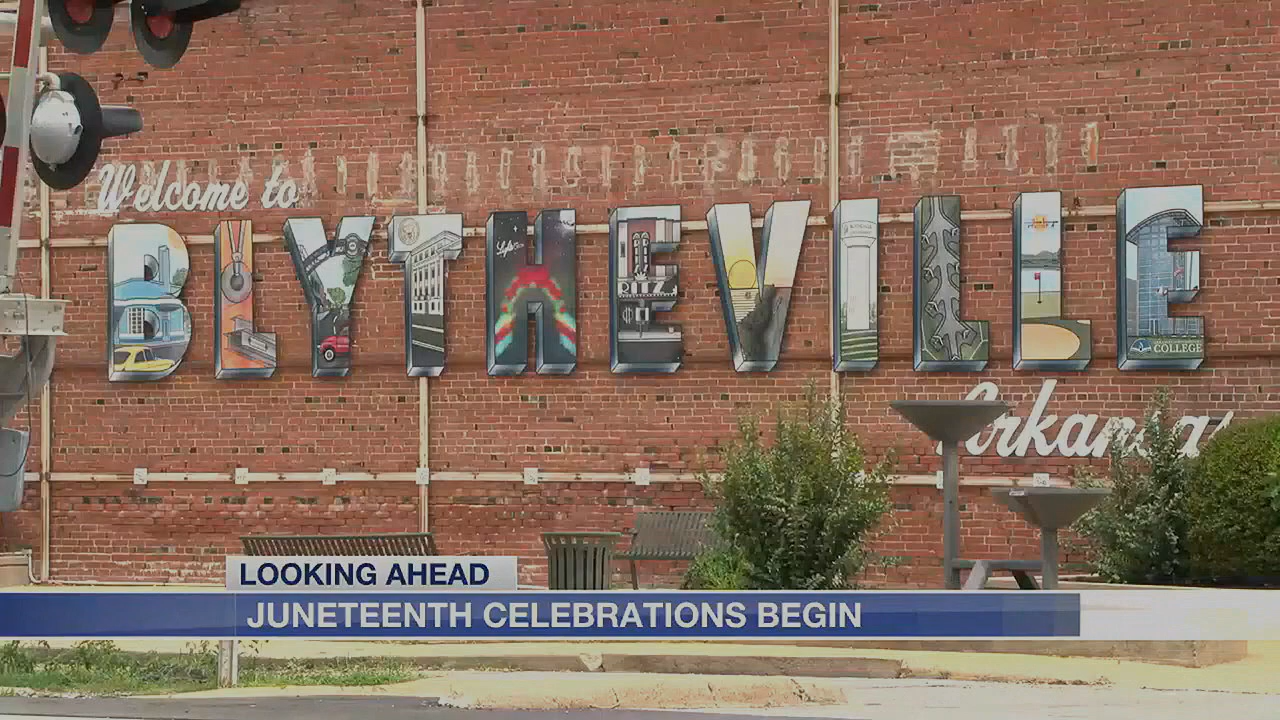 Welcome to
BLYTHEVILLE
RITZ
COLLEGE
Arkansas
LOOKING AHEAD
JUNETEENTH CELEBRATIONS BEGIN